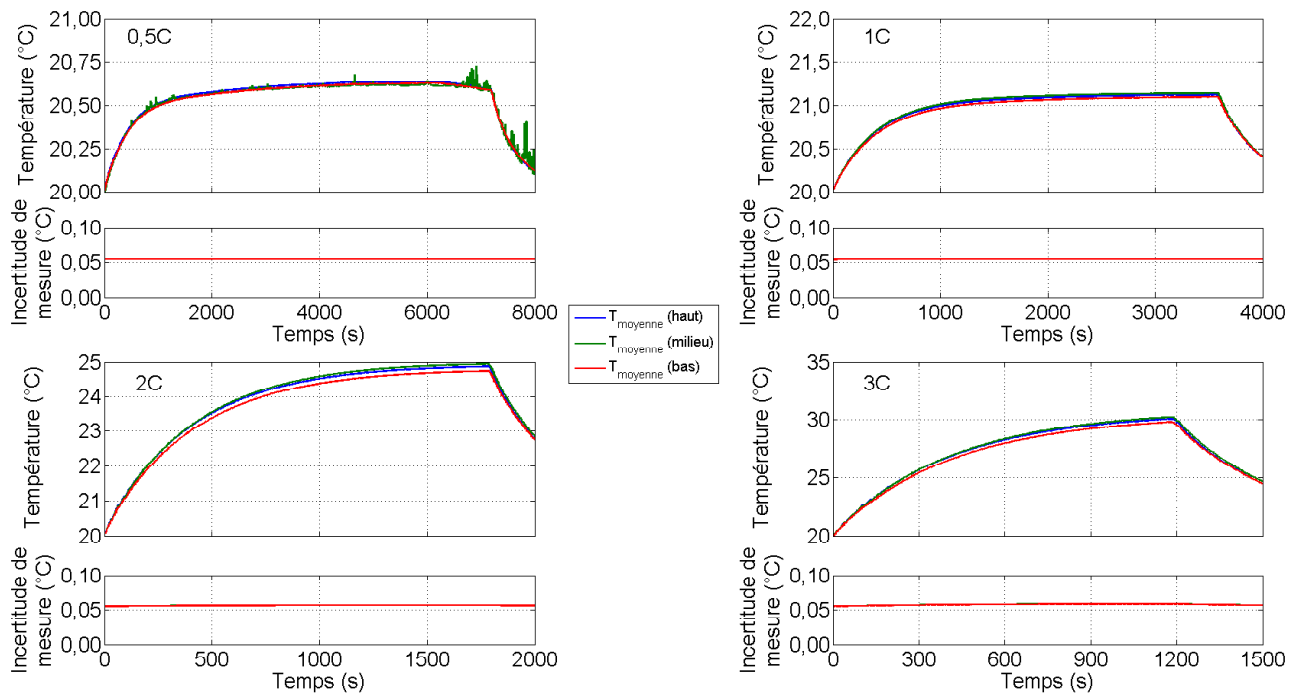 0,5C
Température (°C)
21,00
20,75
20,50
20,25
20,00
Incertitude de
mesure (°C)
0,10
0,05
0,00
0 2000 4000 6000 8000
Temps (s)
1C
Température (°C)
22,0
21,5
21,0
20,5
20,0
Incertitude de
mesure (°C)
0,10
0,05
0,00
0 1000 2000 3000 4000
Temps (s)
T moyenne (haut)
T moyenne (milieu)
T moyenne (bas)
2C
Température (°C)
25
24
23
22
21
20
Incertitude de
mesure (°C)
0,10
0,05
0,00
0 500 1000 1500 2000
Temps (s)
3C
Température (°C)
35
30
25
20
Incertitude de
mesure (°C)
0,10
0,05
0,00
0 300 600 900 1200 1500
Temps (s)